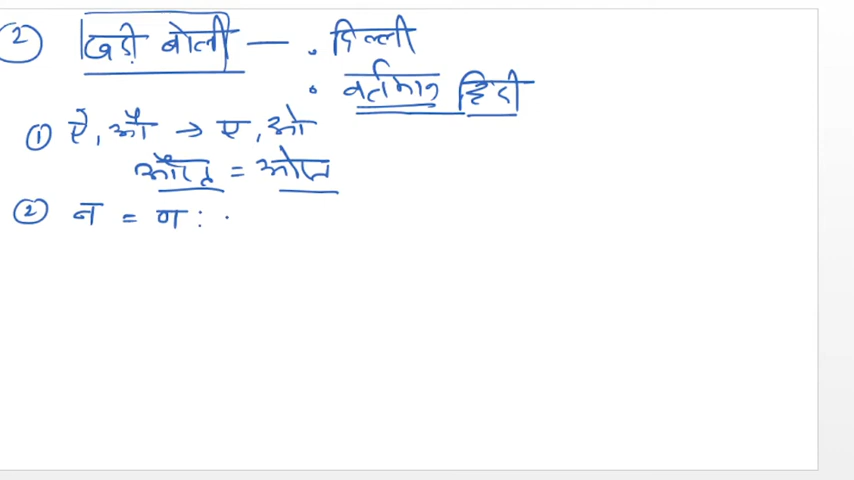 ② खड़ी बोली — . दिल्ली
. वर्तमान हिंदी
① ऐ, औ → ए, ओ
औरत = ओरत
② न = ण : .